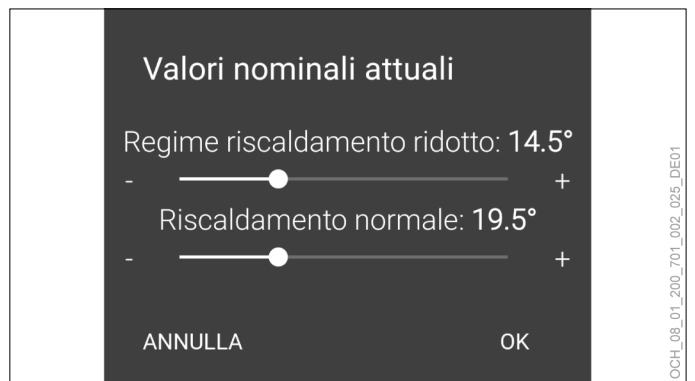 Valori nominali attuali
Regime riscaldamento ridotto: 14.5°
- +
Riscaldamento normale: 19.5°
- +
ANNULLA OK
OCH_08_01_200_701_002_025_DE01